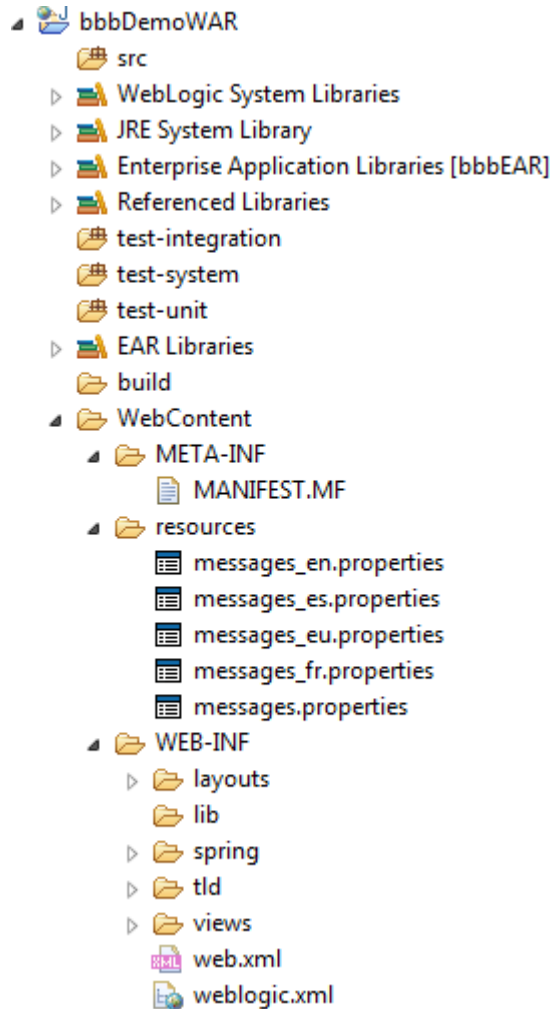 bbbDemoWAR
src
WebLogic System Libraries
JRE System Library
Enterprise Application Libraries [bbbEAR]
Referenced Libraries
test-integration
test-system
test-unit
EAR Libraries
build
WebContent
META-INF
MANIFEST.MF
resources
messages_en.properties
messages_es.properties
messages_eu.properties
messages_fr.properties
messages.properties
WEB-INF
layouts
lib
spring
tld
views
web.xml
weblogic.xml